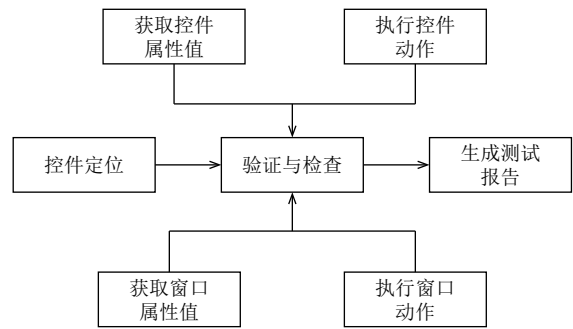 获取控件
属性值
执行控件
动作
控件定位
验证与检查
生成测试
报告
获取窗口
属性值
执行窗口
动作